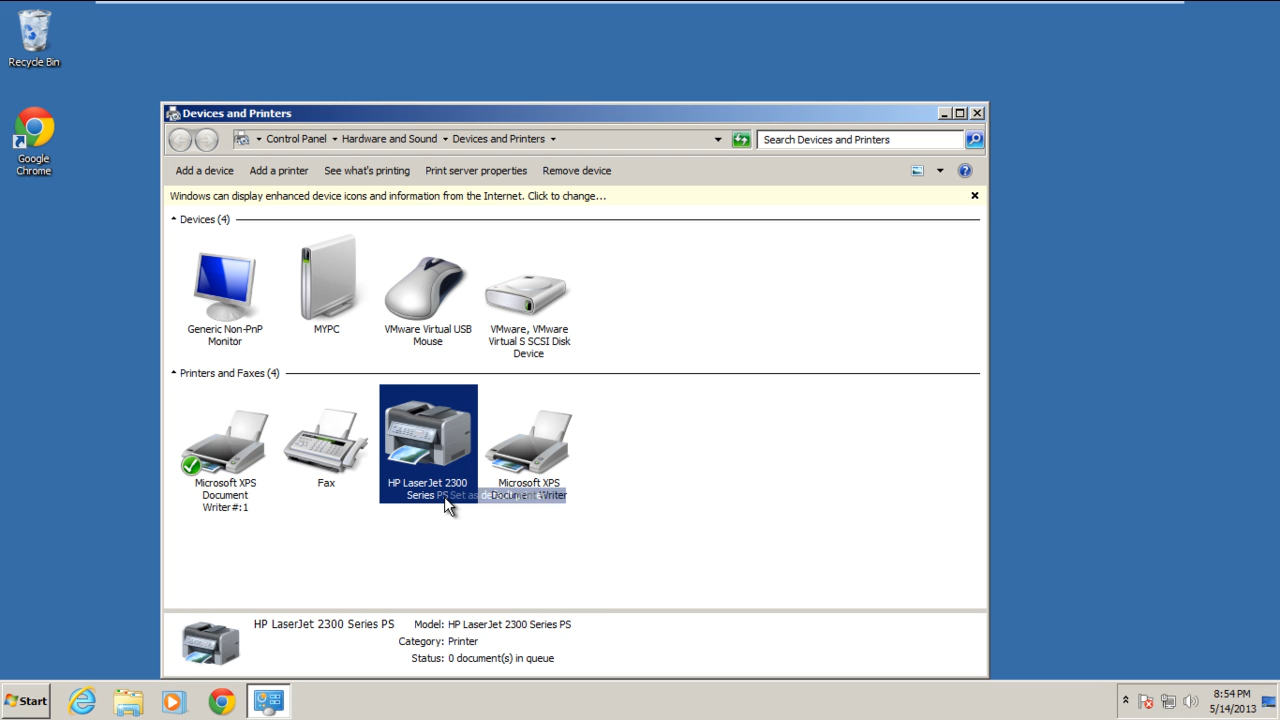 Recycle Bin
Google
Chrome
Devices and Printers
Control Panel
Hardware and Sound
Devices and Printers
Search Devices and Printers
Add a device
Add a printer
See what's printing
Print server properties
Remove device
Windows can display enhanced device icons and information from the Internet. Click to change...
Devices (4)
Generic Non-PnP
Monitor
MYPC
VMware Virtual USB
Mouse
VMware, VMware
Virtual S SCSI Disk
Device
Printers and Faxes (4)
Microsoft XPS
Document
Writer#:1
Fax
HP LaserJet 2300
Series PS
Set as
Microsoft XPS
Document Writer
HP LaserJet 2300 Series PS
Model: HP LaserJet 2300 Series PS
Category: Printer
Status: 0 document(s) in queue
Start
8:54 PM
5/14/2013